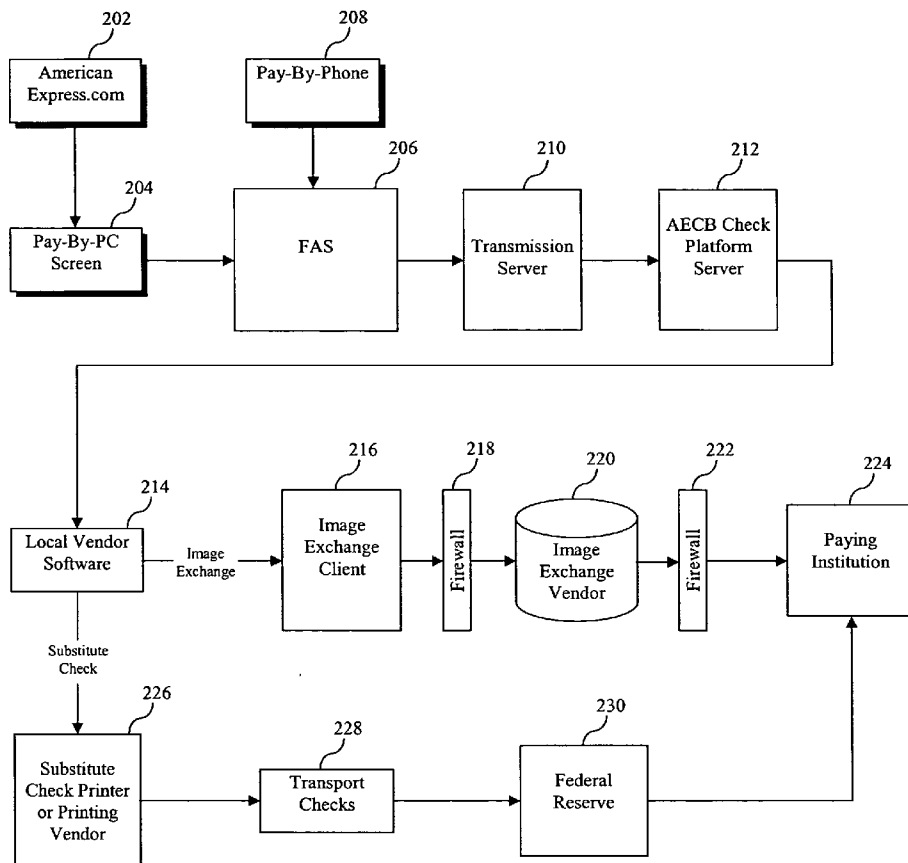 202
208
American
Express.com
Pay-By-Phone
206
210
212
204
Pay-By-PC
Screen
FAS
Transmission
Server
AECB Check
Platform
Server
216
218
220
222
224
214
Local Vendor
Software
Image
Exchange
Image
Exchange
Client
Firewall
Image
Exchange
Vendor
Firewall
Paying
Institution
Substitute
Check
226
228
230
Substitute
Check Printer
or Printing
Vendor
Transport
Checks
Federal
Reserve